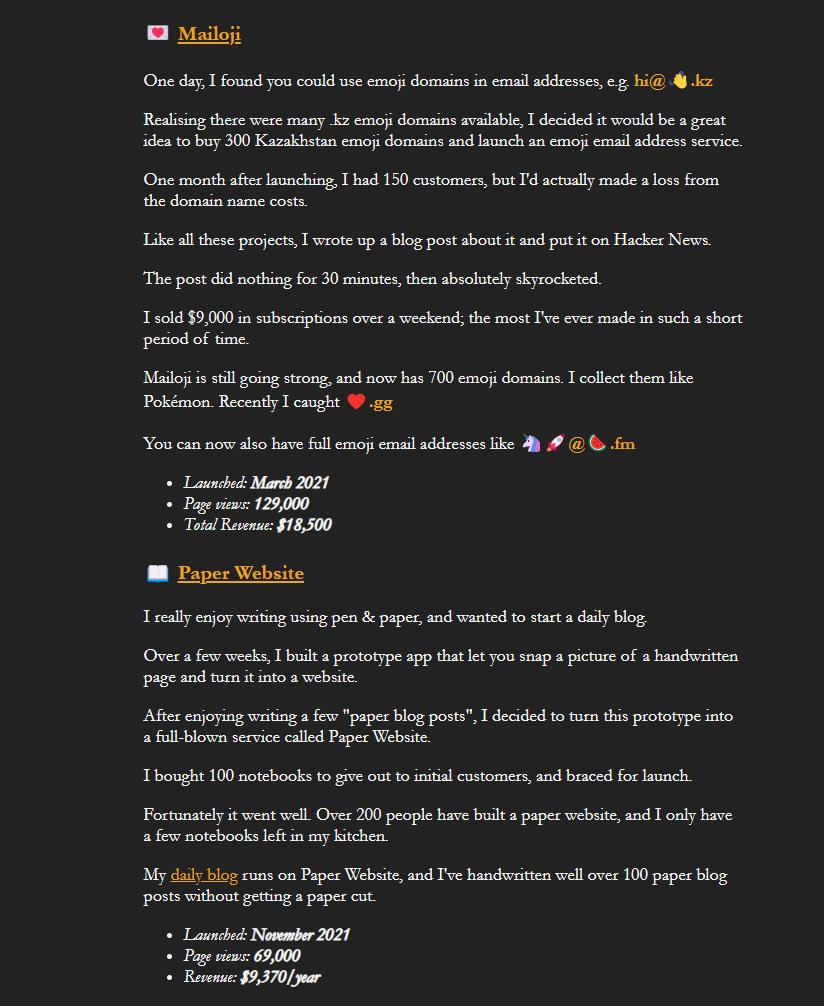 💌 Mailoji
One day, I found you could use emoji domains in email addresses, e.g. hi@👋.kz
Realising there were many .kz emoji domains available, I decided it would be a great
idea to buy 300 Kazakhstan emoji domains and launch an emoji email address service.
One month after launching, I had 150 customers, but I'd actually made a loss from
the domain name costs.
Like all these projects, I wrote up a blog post about it and put it on Hacker News.
The post did nothing for 30 minutes, then absolutely skyrocketed.
I sold $9,000 in subscriptions over a weekend; the most I've ever made in such a short
period of time.
Mailoji is still going strong, and now has 700 emoji domains. I collect them like
Pokémon. Recently I caught ❤️.gg
You can now also have full emoji email addresses like 🦄🚀@🍉.fm
• Launched: March 2021
• Page views: 129,000
• Total Revenue: $18,500
📖 Paper Website
I really enjoy writing using pen & paper, and wanted to start a daily blog.
Over a few weeks, I built a prototype app that let you snap a picture of a handwritten
page and turn it into a website.
After enjoying writing a few "paper blog posts", I decided to turn this prototype into
a full-blown service called Paper Website.
I bought 100 notebooks to give out to initial customers, and braced for launch.
Fortunately it went well. Over 200 people have built a paper website, and I only have
a few notebooks left in my kitchen.
My daily blog runs on Paper Website, and I've handwritten well over 100 paper blog
posts without getting a paper cut.
• Launched: November 2021
• Page views: 69,000
• Revenue: $9,370/year